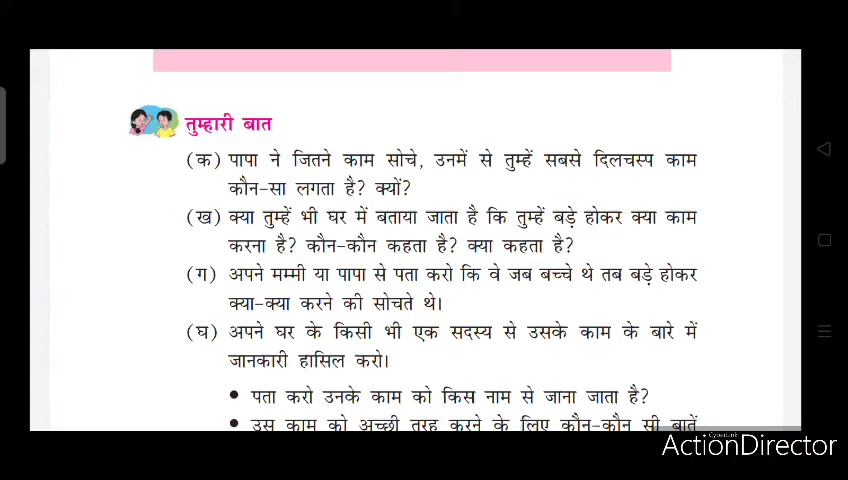 तुम्हारी बात
(क) पापा ने जितने काम सोचे, उनमें से तुम्हें सबसे दिलचस्प काम
कौन-सा लगता है? क्यों?
(ख) क्या तुम्हें भी घर में बताया जाता है कि तुम्हें बड़े होकर क्या काम
करना है? कौन-कौन कहता है? क्या कहता है?
(ग) अपने मम्मी या पापा से पता करो कि वे जब बच्चे थे तब बड़े होकर
क्या-क्या करने की सोचते थे।
(घ) अपने घर के किसी भी एक सदस्य से उसके काम के बारे में
जानकारी हासिल करो।
● पता करो उनके काम को किस नाम से जाना जाता है?
● उस काम को अच्छी तरह करने के लिए कौन-कौन सी बातें
CyberLink
ActionDirector